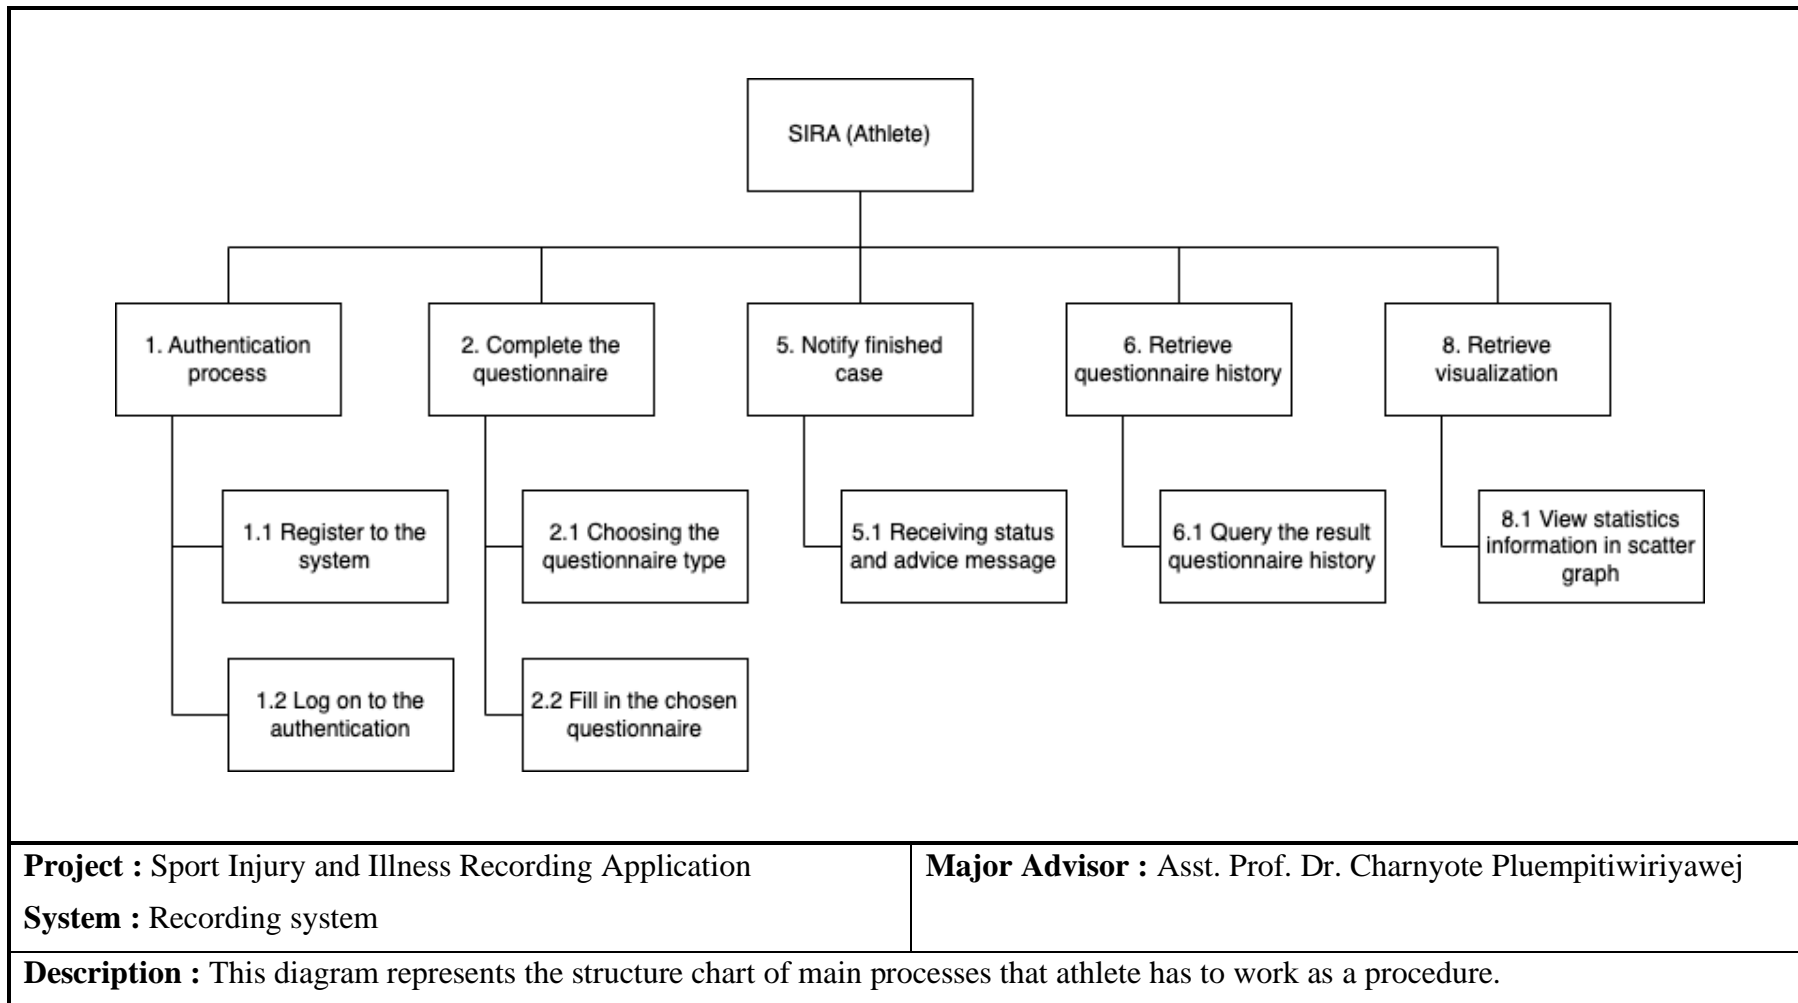 SIRA (Athlete)
1. Authentication
process
2. Complete the
questionnaire
5. Notify finished
case
6. Retrieve
questionnaire history
8. Retrieve
visualization
1.1 Register to the
system
2.1 Choosing the
questionnaire type
5.1 Receiving status
and advice message
6.1 Query the result
questionnaire history
8.1 View statistics
information in scatter
graph
1.2 Log on to the
authentication
2.2 Fill in the chosen
questionnaire
Project : Sport Injury and Illness Recording Application
System : Recording system
Major Advisor : Asst. Prof. Dr. Charnyote Pluempitiwiriyawej
Description : This diagram represents the structure chart of main processes that athlete has to work as a procedure.